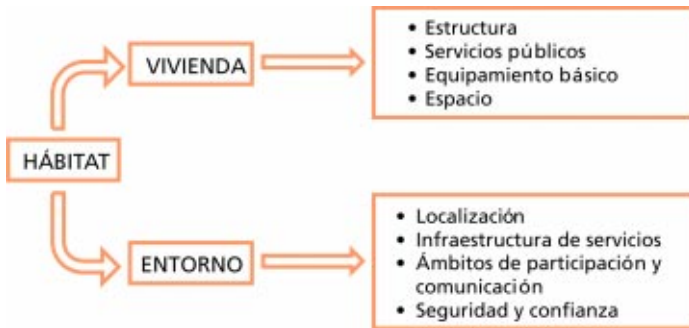 HÁBITAT
VIVIENDA
• Estructura
• Servicios públicos
• Equipamiento básico
• Espacio
ENTORNO
• Localización
• Infraestructura de servicios
• Ámbitos de participación y
comunicación
• Seguridad y confianza